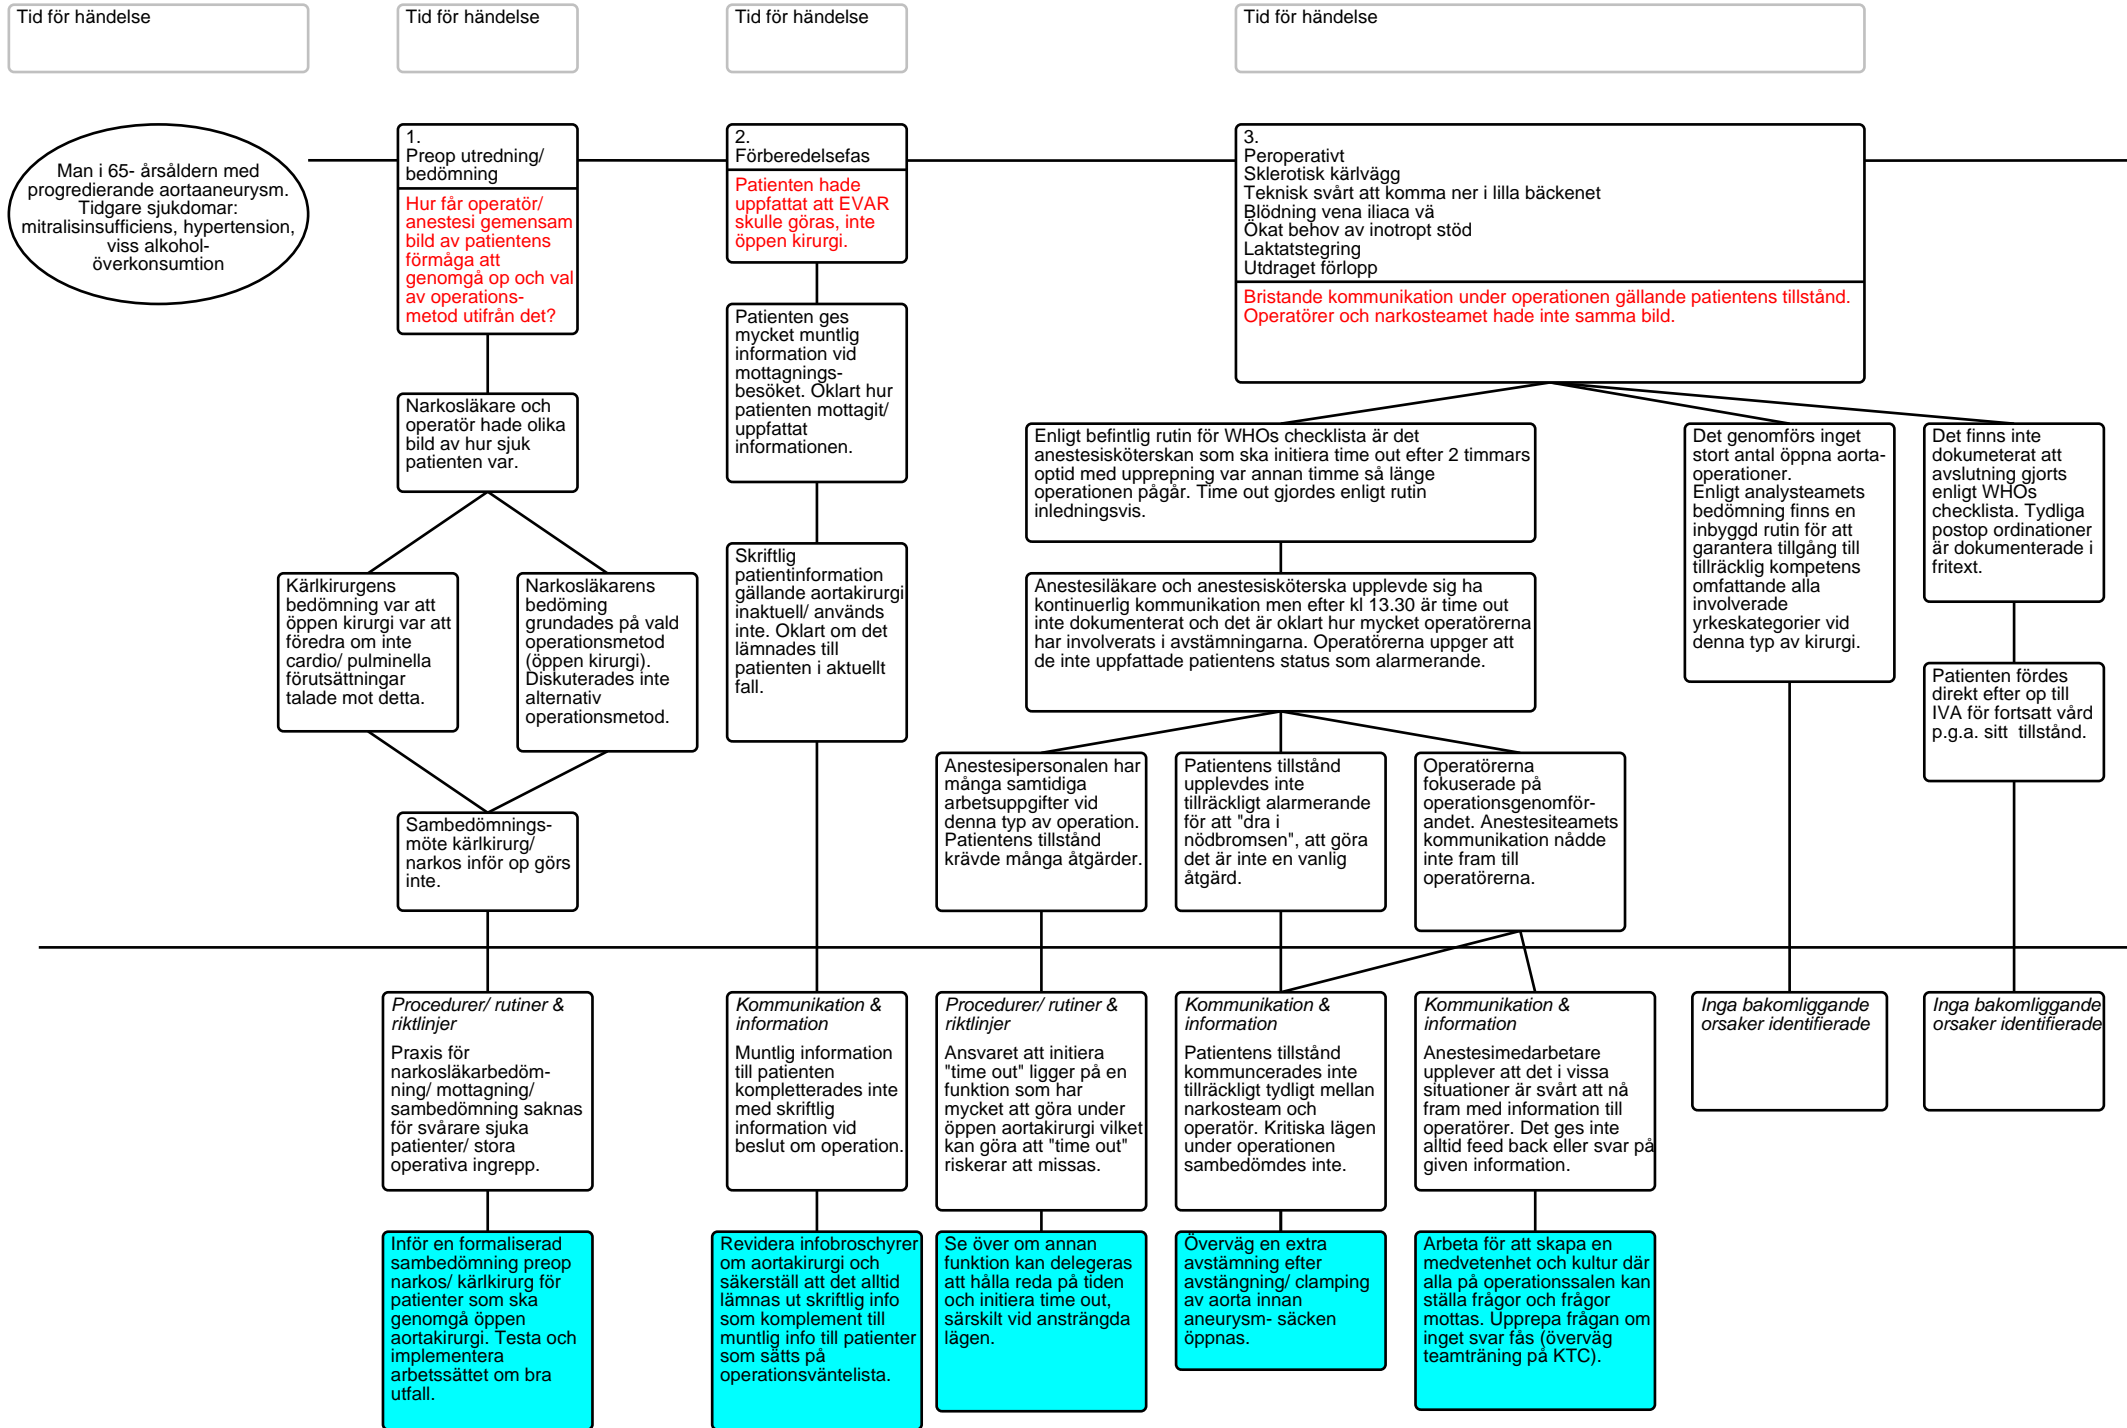 Tid för händelse
Tid för händelse
Tid för händelse
Tid för händelse
Man i 65- årsåldern med
progredierande aortaaneurysm.
Tidgare sjukdomar:
mitralisinsufficiens, hypertension,
viss alkohol-
överkonsumtion
1.
Preop utredning/
bedömning
Hur får operatör/
anestesi gemensam
bild av patientens
förmåga att
genomgå op och val
av operations-
metod utifrån det?
2.
Förberedelsefas
Patienten hade
uppfattat att EVAR
skulle göras, inte
öppen kirurgi.
3.
Peroperativt
Sklerotisk kärlvägg
Teknisk svårt att komma ner i lilla bäckenet
Blödning vena iliaca vä
Ökat behov av inotropt stöd
Laktatstegring
Utdraget förlopp
Bristande kommunikation under operationen gällande patientens tillstånd.
Operatörer och narkosteamet hade inte samma bild.
Narkosläkare och
operatör hade olika
bild av hur sjuk
patienten var.
Kärlkirurgens
bedömning var att
öppen kirurgi var att
föredra om inte
cardio/ pulminella
förutsättningar
talade mot detta.
Narkosläkarens
bedöming
grundades på vald
operationsmetod
(öppen kirurgi).
Diskuterades inte
alternativ
operationsmetod.
Sambedömnings-
möte kärlkirurg/
narkos inför op görs
inte.
Patienten ges
mycket muntlig
information vid
mottagnings-
besöket. Oklart hur
patienten mottagit/
uppfattat
informationen.
Skriftlig
patientinformation
gällande aortakirurgi
inaktuell/ används
inte. Oklart om det
lämnades till
patienten i aktuellt
fall.
Enligt befintlig rutin för WHOs checklista är det
anestesisköterskan som ska initiera time out efter 2 timmars
optid med upprepning var annan timme så länge
operationen pågår. Time out gjordes enligt rutin
inledningsvis.
Anestesiläkare och anestesisköterska upplevde sig ha
kontinuerlig kommunikation men efter kl 13.30 är time out
inte dokumenterat och det är oklart hur mycket operatörerna
har involverats i avstämningarna. Operatörerna uppger att
de inte uppfattade patientens status som alarmerande.
Anestesipersonalen har
många samtidiga
arbetsuppgifter vid
denna typ av operation.
Patientens tillstånd
krävde många åtgärder.
Patientens tillstånd
upplevdes inte
tillräckligt alarmerande
för att "dra i
nödbromsen", att göra
det är inte en vanlig
åtgärd.
Operatörerna
fokuserade på
operationsgenomför-
andet. Anestesiteamets
kommunikation nådde
inte fram till
operatörerna.
Det genomförs inget
stort antal öppna aorta-
operationer.
Enligt analysteamets
bedömning finns en
inbyggd rutin för att
garantera tillgång till
tillräcklig kompetens
omfattande alla
involverade
yrkeskategorier vid
denna typ av kirurgi.
Det finns inte
dokumeterat att
avslutning gjorts
enligt WHOs
checklista. Tydliga
postop ordinationer
är dokumenterade i
fritext.
Patienten fördes
direkt efter op till
IVA för fortsatt vård
p.g.a. sitt  tillstånd.
Procedurer/ rutiner &
riktlinjer
Praxis för
narkosläkarbedöm-
ning/ mottagning/
sambedömning saknas
för svårare sjuka
patienter/ stora
operativa ingrepp.
Kommunikation &
information
Muntlig information
till patienten
kompletterades inte
med skriftlig
information vid
beslut om operation.
Procedurer/ rutiner &
riktlinjer
Ansvaret att initiera
"time out" ligger på en
funktion som har
mycket att göra under
öppen aortakirurgi vilket
kan göra att "time out"
riskerar att missas.
Kommunikation &
information
Patientens tillstånd
kommuncerades inte
tillräckligt tydligt mellan
narkosteam och
operatör. Kritiska lägen
under operationen
sambedömdes inte.
Kommunikation &
information
Anestesimedarbetare
upplever att det i vissa
situationer är svårt att nå
fram med information till
operatörer. Det ges inte
alltid feed back eller svar på
given information.
Inga bakomliggande
orsaker identifierade
Inga bakomliggande
orsaker identifierade
Inför en formaliserad
sambedömning preop
narkos/ kärlkirurg för
patienter som ska
genomgå öppen
aortakirurgi. Testa och
implementera
arbetssättet om bra
utfall.
Revidera infobroschyrer
om aortakirurgi och
säkerställ att det alltid
lämnas ut skriftlig info
som komplement till
muntlig info till patienter
som sätts på
operationsväntelista.
Se över om annan
funktion kan delegeras
att hålla reda på tiden
och initiera time out,
särskilt vid ansträngda
lägen.
Överväg en extra
avstämning efter
avstängning/ clamping
av aorta innan
aneurysm- säcken
öppnas.
Arbeta för att skapa en
medvetenhet och kultur där
alla på operationssalen kan
ställa frågor och frågor
mottas. Upprepa frågan om
inget svar fås (överväg
teamträning på KTC).